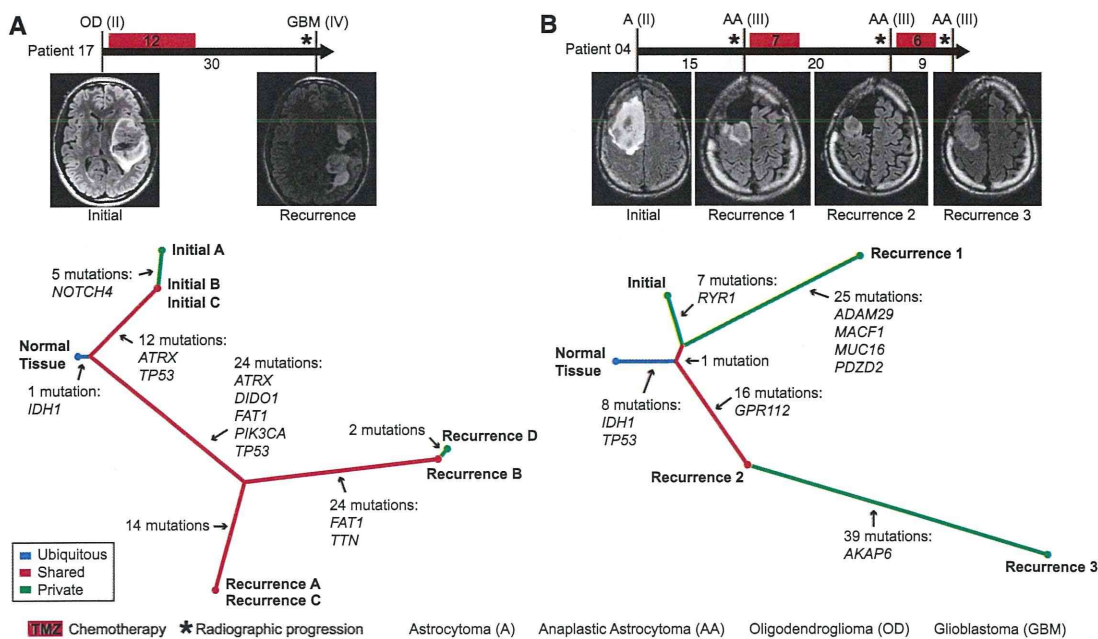 A
OD (II)
GBM (IV)
Patient 17
12
*
30
Initial
Recurrence
Initial A
5 mutations:
NOTCH4
Initial B
Initial C
12 mutations:
ATRX
TP53
Normal
Tissue
1 mutation:
IDH1
24 mutations:
ATRX
DIDO1
FAT1
PIK3CA
TP53
2 mutations
Recurrence D
Recurrence B
24 mutations:
FAT1
TTN
14 mutations
Recurrence A
Recurrence C
Ubiquitous
Shared
Private
B
A (II)
AA (III)
AA (III)
AA (III)
Patient 04
*
7
*
6
*
15
20
9
Initial
Recurrence 1
Recurrence 2
Recurrence 3
Recurrence 1
Initial
7 mutations:
RYR1
25 mutations:
ADAM29
MACF1
MUC16
PDZD2
Normal
Tissue
1 mutation
8 mutations:
IDH1
TP53
16 mutations:
GPR112
Recurrence 2
39 mutations:
AKAP6
Recurrence 3
TMZ Chemotherapy * Radiographic progression Astrocytoma (A) Anaplastic Astrocytoma (AA) Oligodendroglioma (OD) Glioblastoma (GBM)